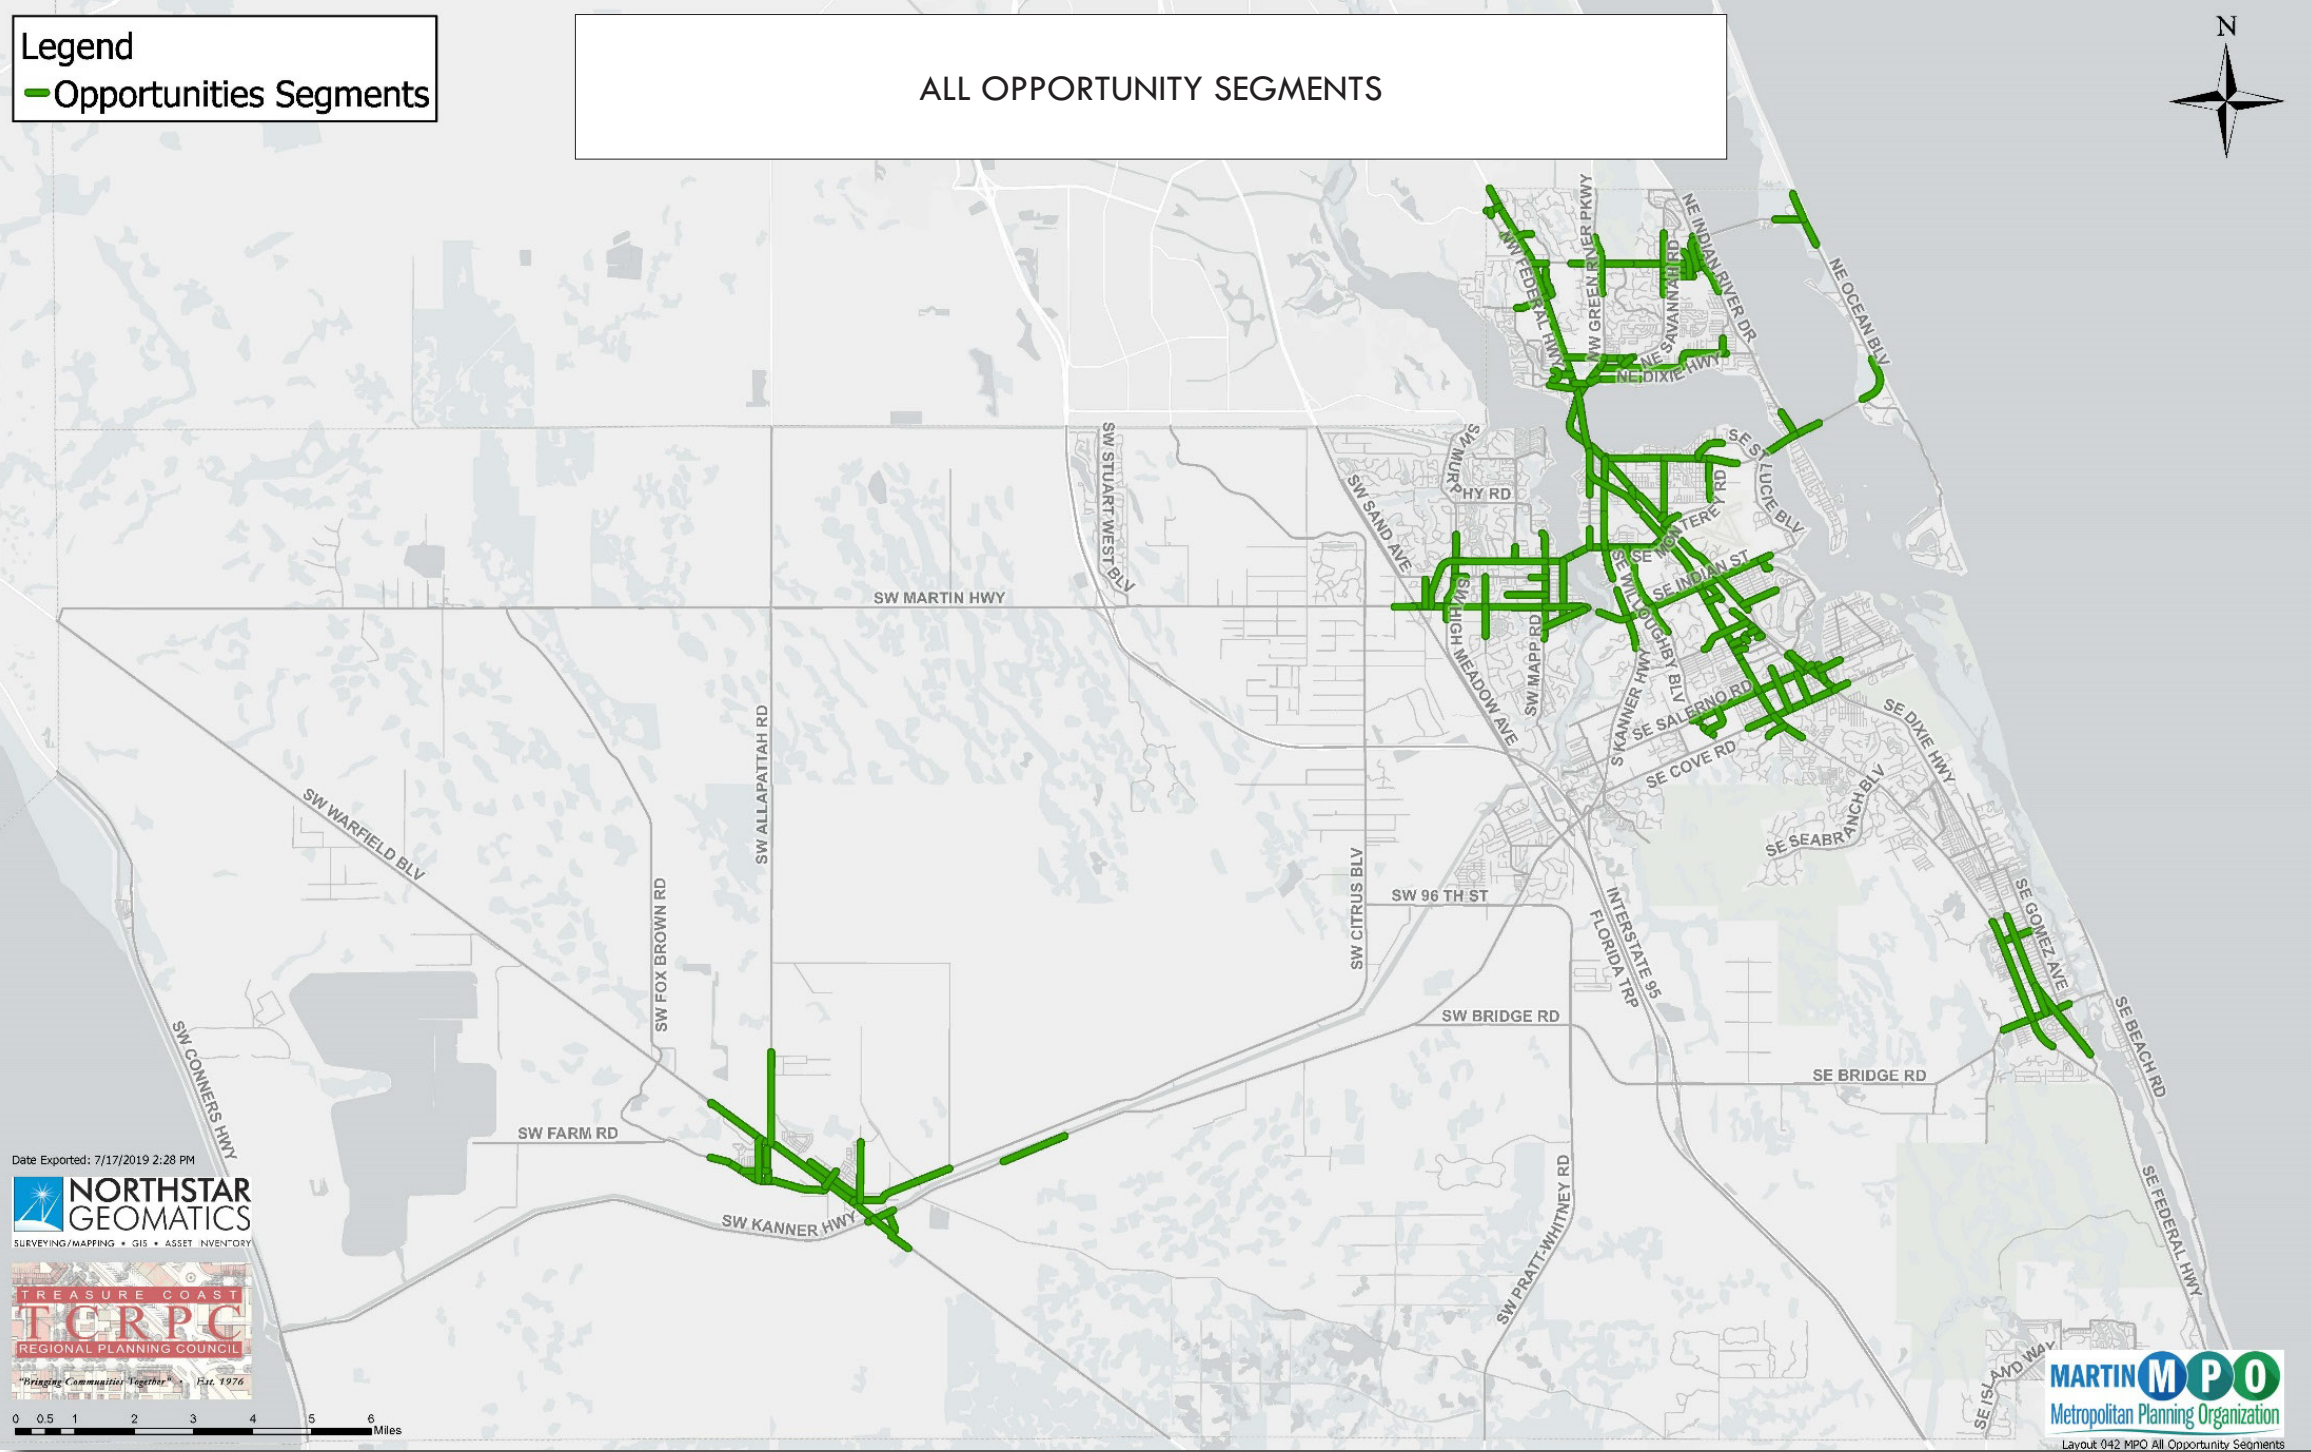 Legend
Opportunities Segments
ALL OPPORTUNITY SEGMENTS
N
NW FEDERAL HWY
NW GREEN RIVER PKWY
NE SAVANNAH RD
NE INDIAN RIVER DR
NE OCEAN BLV
NE DIXIE HWY
SW STUART WEST BLV
SW MURPHY RD
SE ST LUCIE BLV
SW SAND AVE
SE MONTEREY RD
SE INDIAN ST
SW MARTIN HWY
SW HIGH MEADOW AVE
SW MAPP RD
SE WILLOUGHBY BLV
S KANNER HWY
SE SALERNO RD
SE COVE RD
SE DIXIE HWY
SE SEABRANCH BLV
SW ALLAPATTAH RD
SW WARFIELD BLV
SW FOX BROWN RD
SW CITRUS BLV
SW 96 TH ST
INTERSTATE 95
FLORIDA TRP
SE GOMEZ AVE
SW BRIDGE RD
SE BRIDGE RD
SE BEACH RD
SW CONNERS HWY
SW FARM RD
SW KANNER HWY
SW PRATT-WHITNEY RD
SE FEDERAL HWY
SE ISLAND WAY
Date Exported: 7/17/2019 2:28 PM
NORTHSTAR
GEOMATICS
SURVEYING/MAPPING • GIS • ASSET INVENTORY
TREASURE COAST
TCRPC
REGIONAL PLANNING COUNCIL
"Bringing Communities Together" • Est. 1976
0 0.5 1 2 3 4 5 6
Miles
MARTIN MPO
Metropolitan Planning Organization
Layout 042 MPO All Opportunity Segments